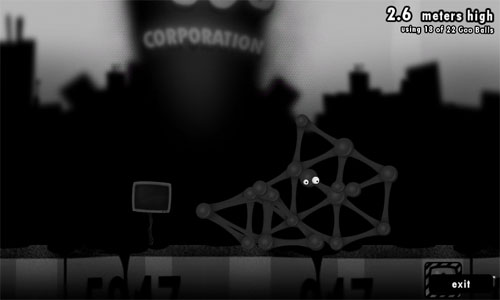 2.6 meters high
using 18 of 22 Goo Balls
CORPORATION
exit